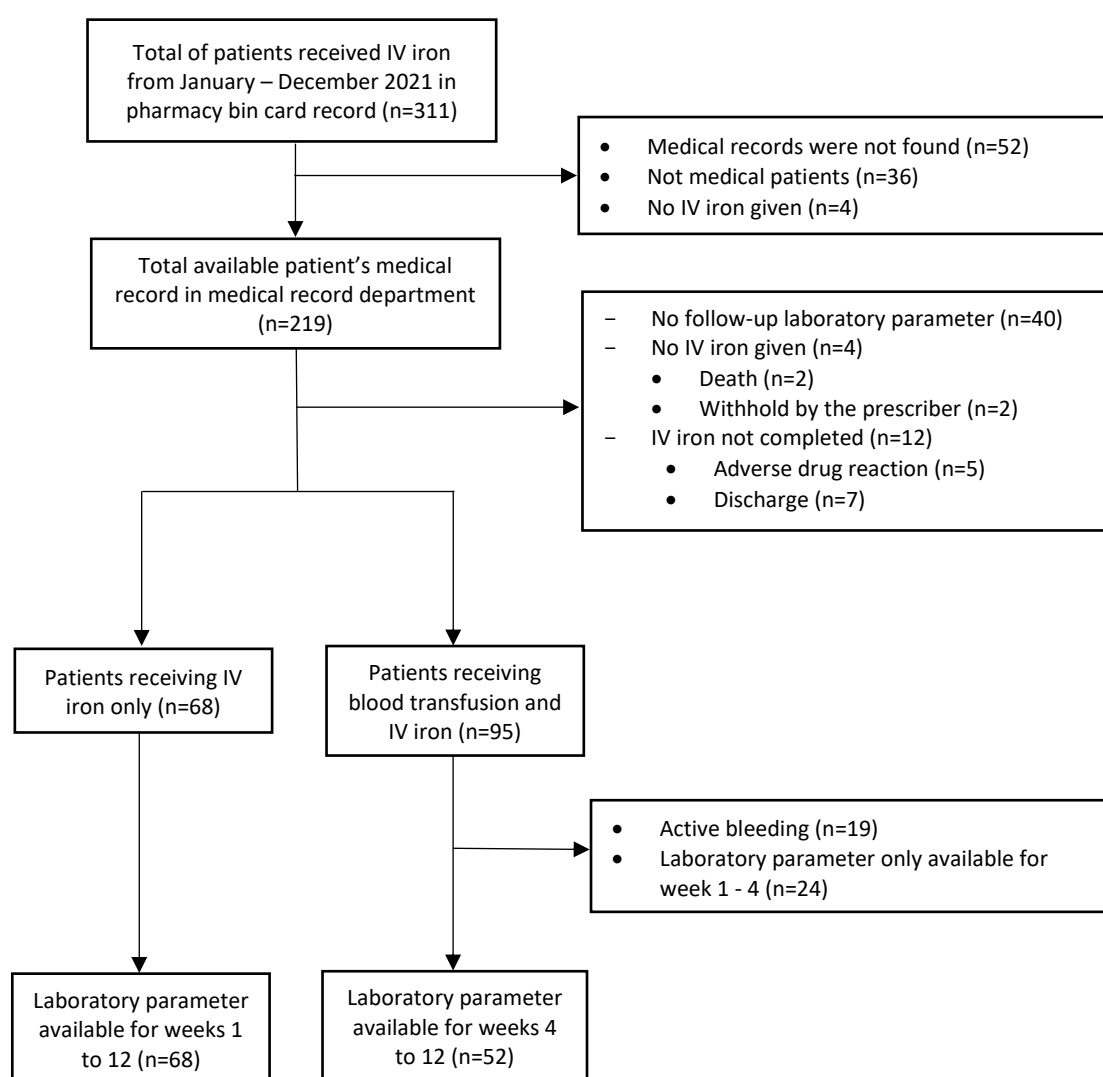 Total of patients received IV iron
from January – December 2021 in
pharmacy bin card record (n=311)
• Medical records were not found (n=52)
• Not medical patients (n=36)
• No IV iron given (n=4)
Total available patient’s medical
record in medical record department
(n=219)
− No follow-up laboratory parameter (n=40)
− No IV iron given (n=4)
• Death (n=2)
• Withhold by the prescriber (n=2)
− IV iron not completed (n=12)
• Adverse drug reaction (n=5)
• Discharge (n=7)
Patients receiving IV
iron only (n=68)
Patients receiving
blood transfusion and
IV iron (n=95)
• Active bleeding (n=19)
• Laboratory parameter only available for
week 1 - 4 (n=24)
Laboratory parameter
available for weeks 1
to 12 (n=68)
Laboratory parameter
available for weeks 4
to 12 (n=52)